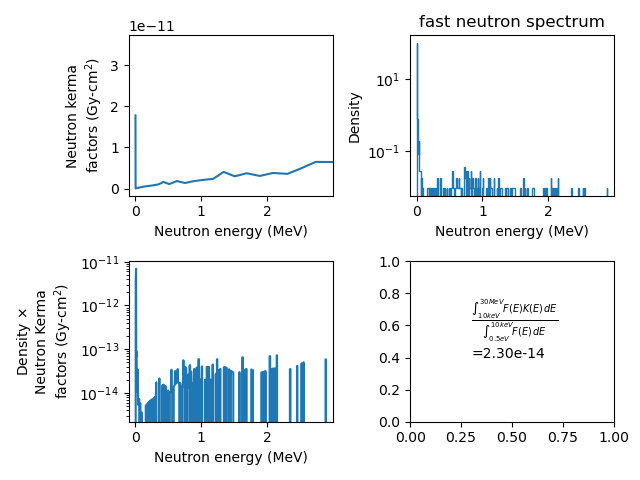 1e−11
3
2
1
0
0
1
2
Neutron energy (MeV)
Neutron kerma
factors (Gy-cm²)
fast neutron spectrum
10¹
10⁻¹
0
1
2
Neutron energy (MeV)
Density
10⁻¹¹
10⁻¹²
10⁻¹³
10⁻¹⁴
0
1
2
Neutron energy (MeV)
Density ×
Neutron Kerma
factors (Gy-cm²)
1.0
0.8
0.6
0.4
0.2
0.0
0.00
0.25
0.50
0.75
1.00
∫₁₀ₖₑᵥ³⁰ᴹᵉⱽ F(E)K(E)dE
∫₀.₅ₑᵥ¹⁰ᵏᵉⱽ F(E)dE
=2.30e-14